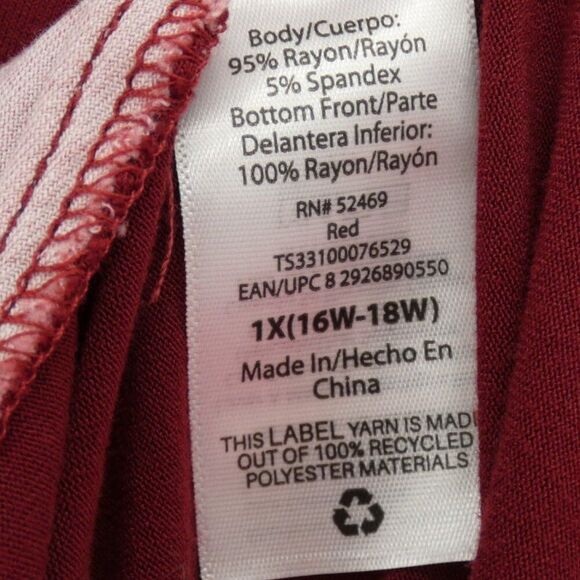 Body/Cuerpo:
95% Rayon/Rayón
5% Spandex
Bottom Front/Parte
Delantera Inferior:
100% Rayon/Rayón
RN# 52469
Red
TS33100076529
EAN/UPC 8 2926890550
1X(16W-18W)
Made In/Hecho En
China
THIS LABEL YARN IS MADE
OUT OF 100% RECYCLED
POLYESTER MATERIALS